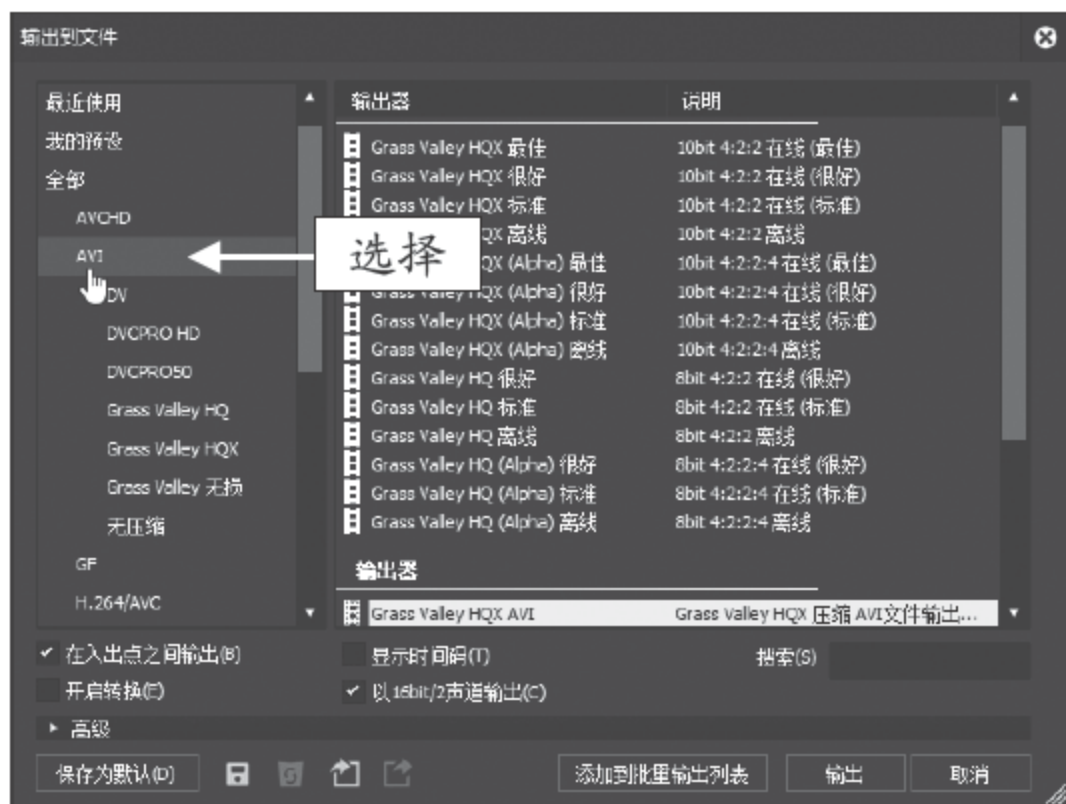 输出到文件
最近使用
我的预设
全部
AVCHD
AVI
DV
DVCPRO HD
DVCPRO50
Grass Valley HQ
Grass Valley HQX
Grass Valley 无损
无压缩
GF
H.264/AVC
选择
输出器 说明
Grass Valley HQX 最佳 10bit 4:2:2 在线 (最佳)
Grass Valley HQX 很好 10bit 4:2:2 在线 (很好)
Grass Valley HQX 标准 10bit 4:2:2 在线 (标准)
QX 离线 10bit 4:2:2 离线
QX (Alpha) 最佳 10bit 4:2:2:4 在线 (最佳)
Grass Valley HQX (Alpha) 很好 10bit 4:2:2:4 在线 (很好)
Grass Valley HQX (Alpha) 标准 10bit 4:2:2:4 在线 (标准)
Grass Valley HQX (Alpha) 离线 10bit 4:2:2:4 离线
Grass Valley HQ 很好 8bit 4:2:2 在线 (很好)
Grass Valley HQ 标准 8bit 4:2:2 在线 (标准)
Grass Valley HQ 离线 8bit 4:2:2 离线
Grass Valley HQ (Alpha) 很好 8bit 4:2:2:4 在线 (很好)
Grass Valley HQ (Alpha) 标准 8bit 4:2:2:4 在线 (标准)
Grass Valley HQ (Alpha) 离线 8bit 4:2:2:4 离线
输出器
Grass Valley HQX AVI Grass Valley HQX 压缩 AVI文件输出...
在入出点之间输出(B) 显示时间码(T) 搜索(S)
开启转换(E) 以16bit/2声道输出(C)
高级
保存为默认(D) 添加到批量输出列表 输出 取消